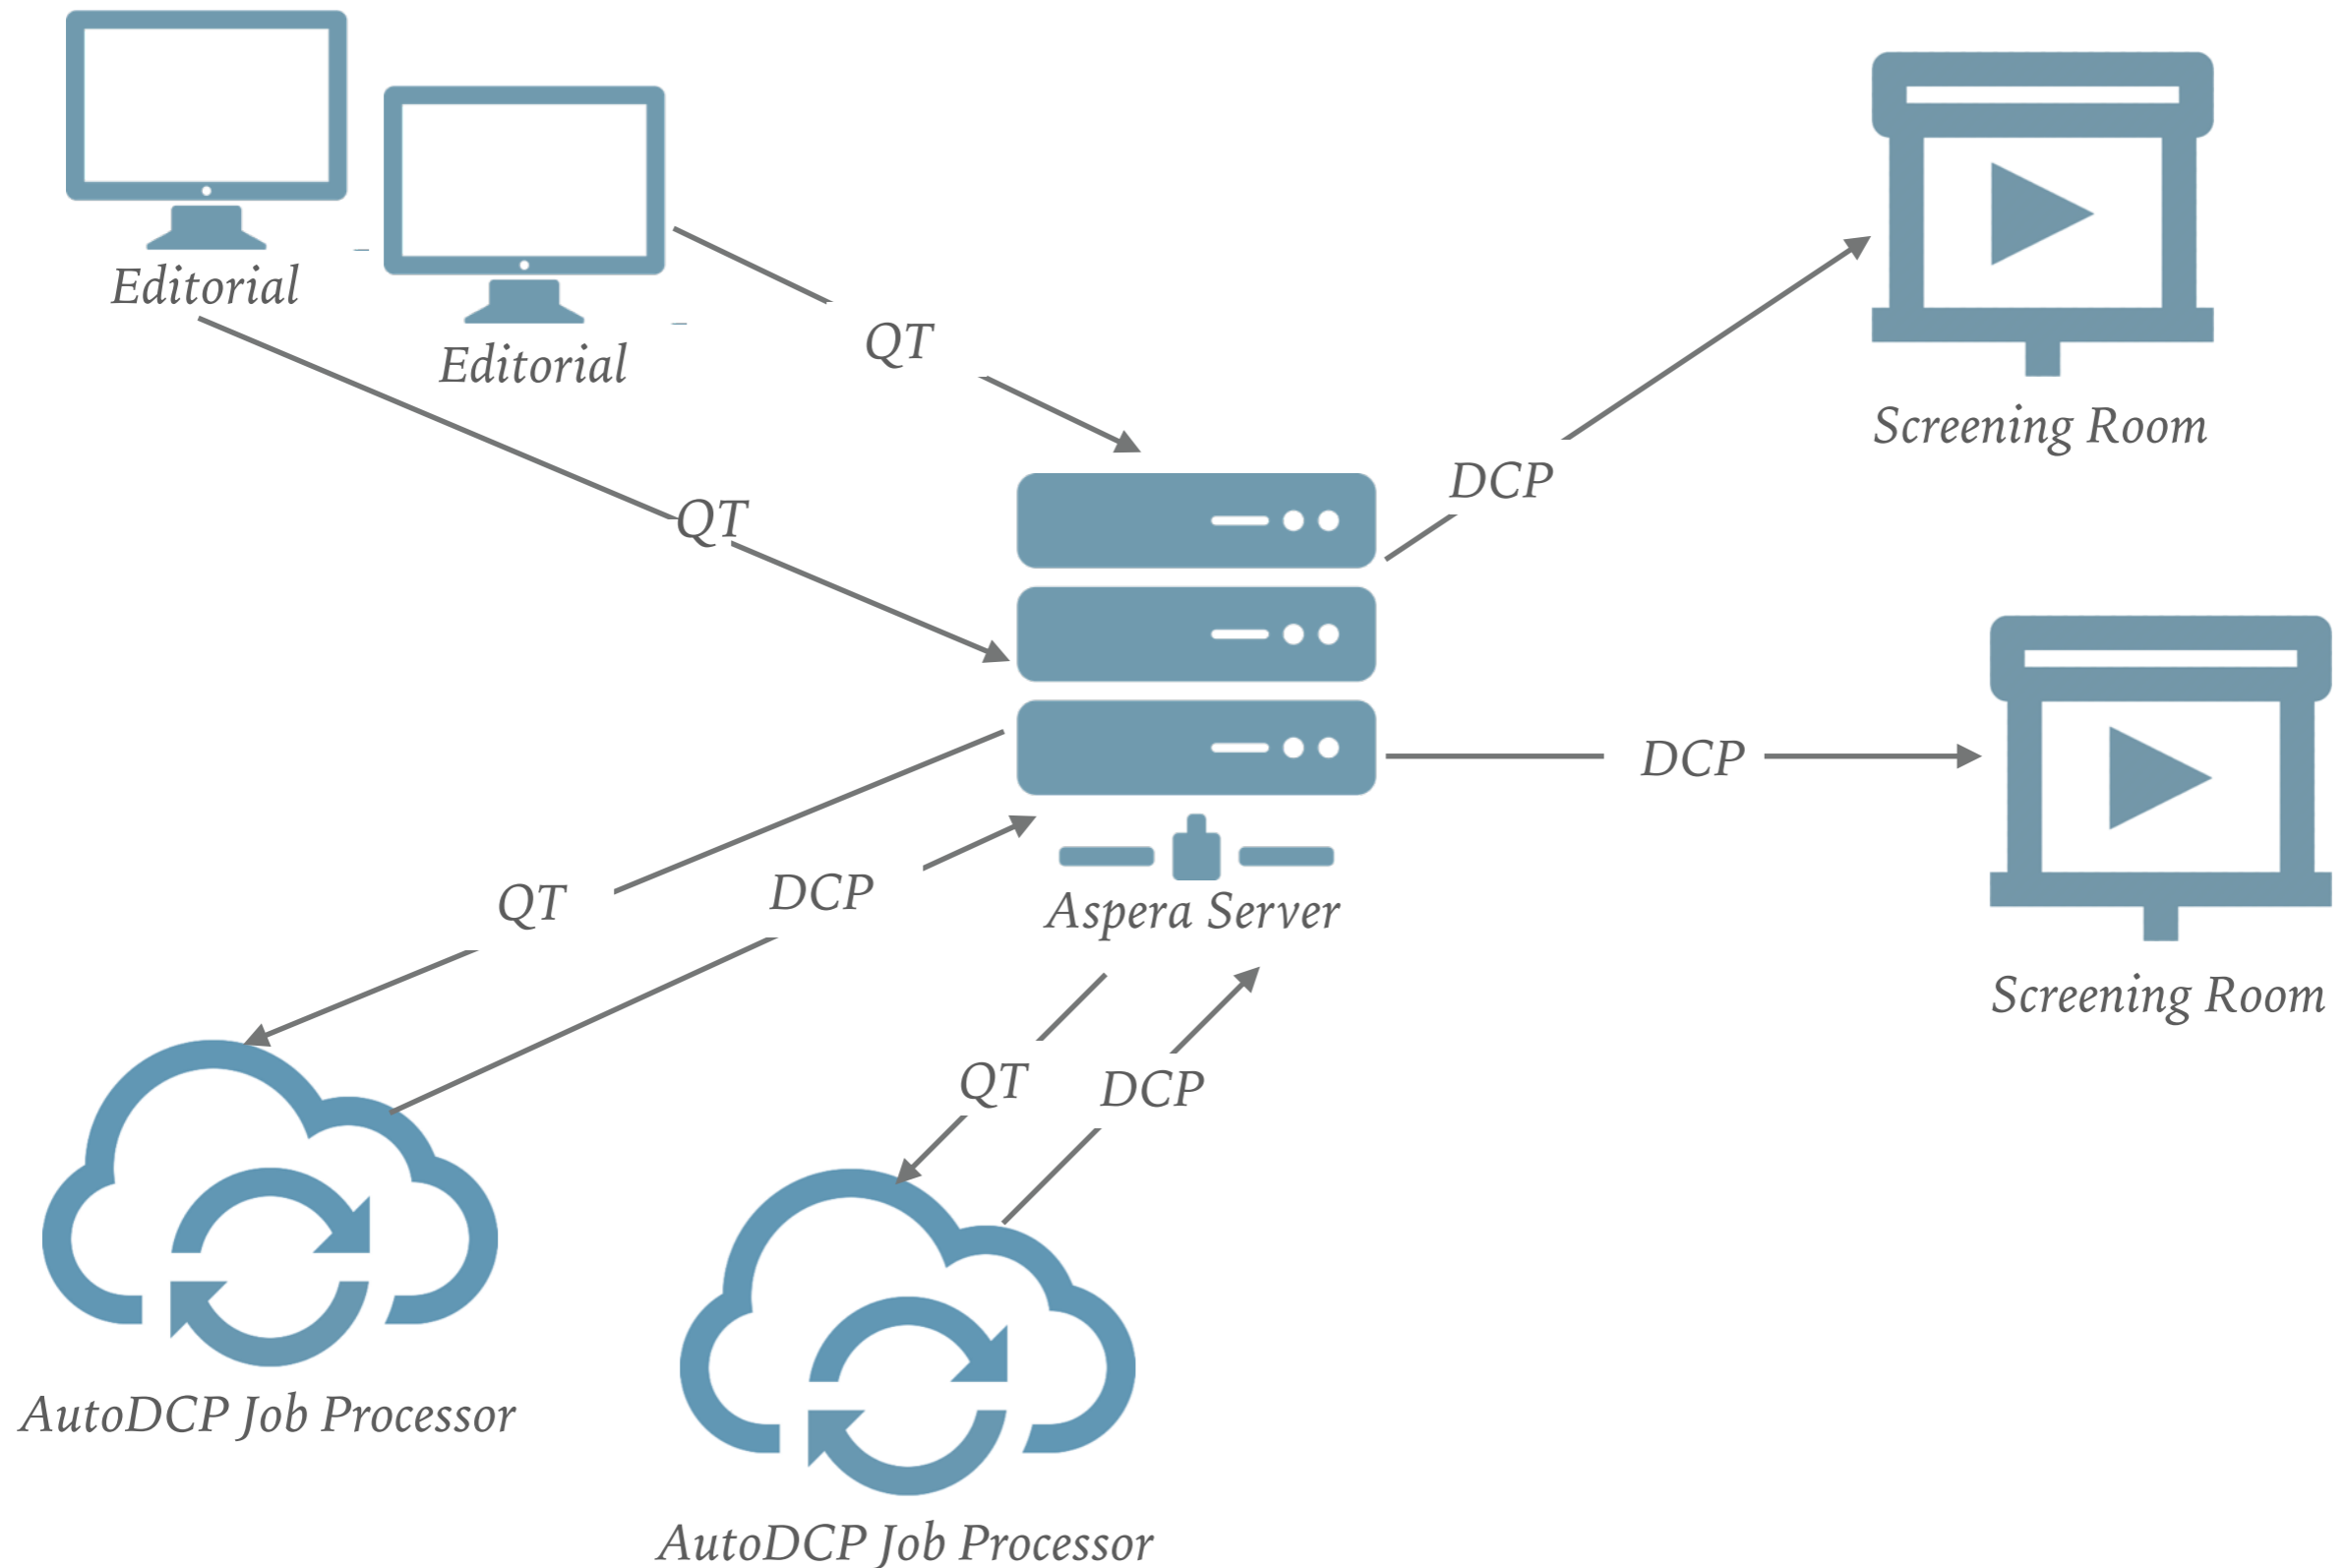 Editorial
Editorial
QT
QT
DCP
Screening Room
DCP
QT
DCP
Aspera Server
Screening Room
QT
DCP
AutoDCP Job Processor
AutoDCP Job Processor